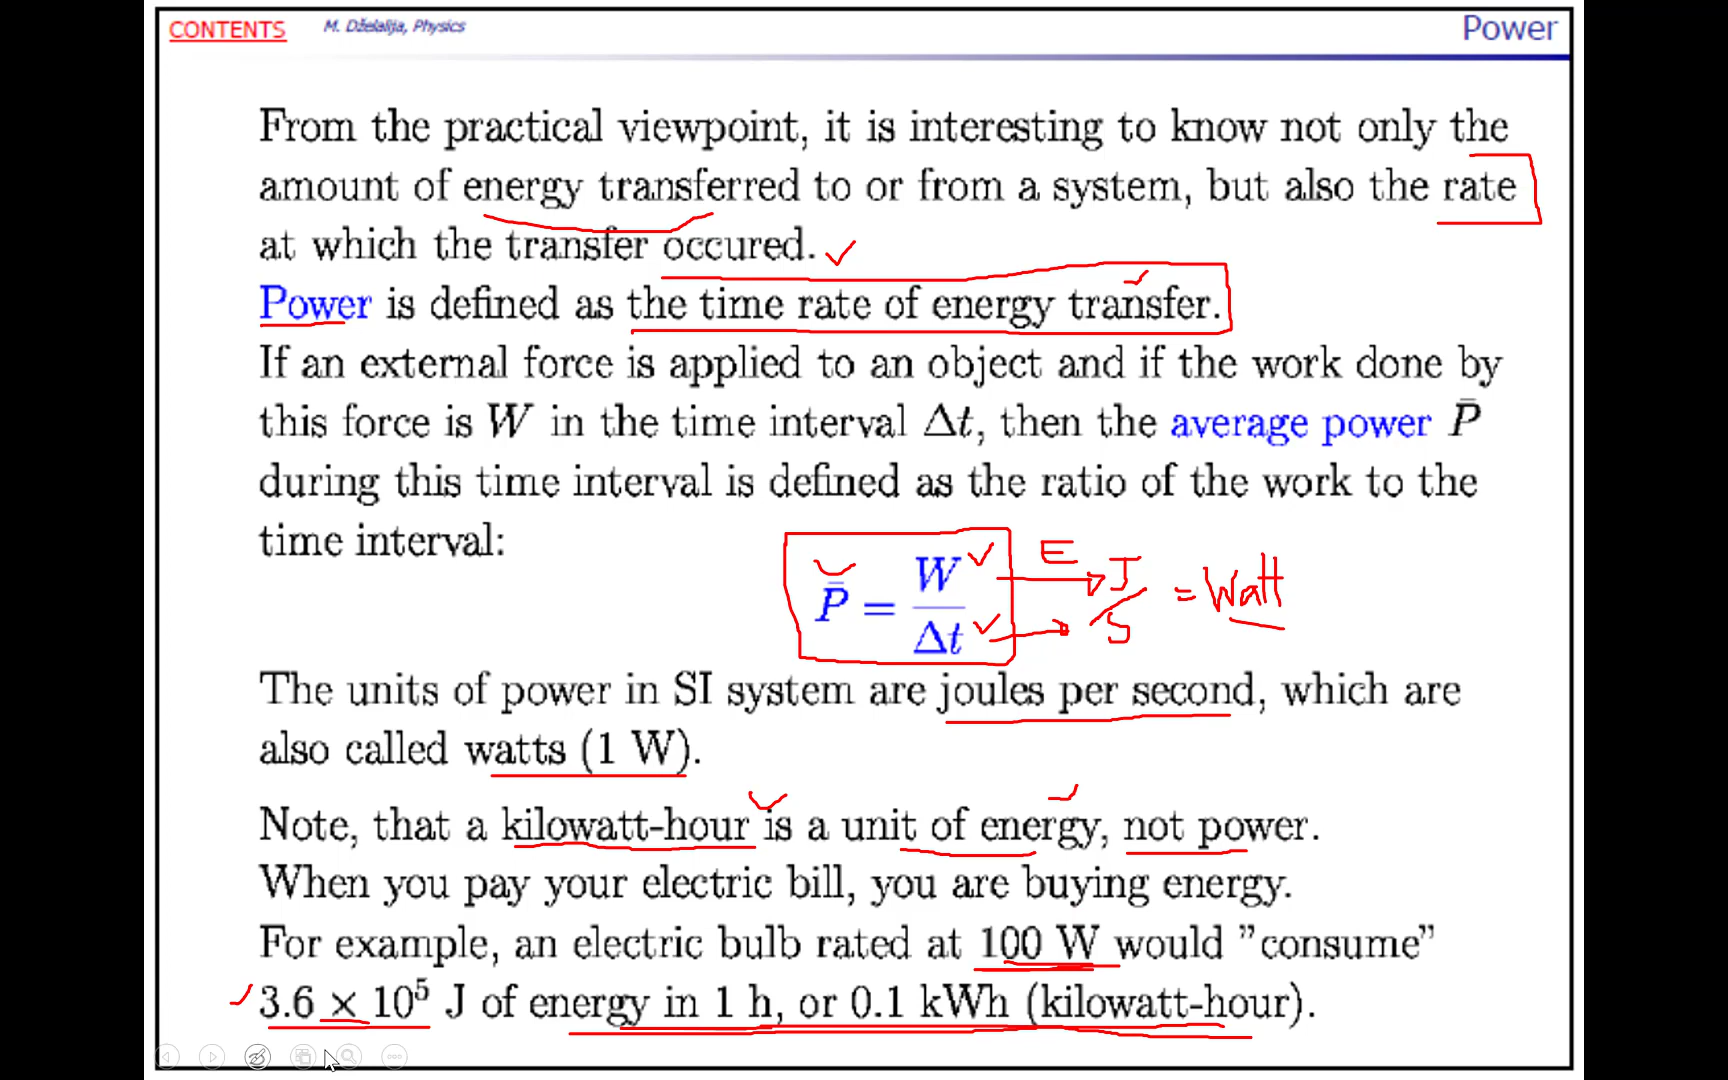 CONTENTS M. Dželalija, Physics Power
From the practical viewpoint, it is interesting to know not only the
amount of energy transferred to or from a system, but also the rate
at which the transfer occured.
Power is defined as the time rate of energy transfer.
If an external force is applied to an object and if the work done by
this force is W in the time interval Δt, then the average power P̄
during this time interval is defined as the ratio of the work to the
time interval:
P̄ = W / Δt E J/S = Watt
The units of power in SI system are joules per second, which are
also called watts (1 W).
Note, that a kilowatt-hour is a unit of energy, not power.
When you pay your electric bill, you are buying energy.
For example, an electric bulb rated at 100 W would "consume"
3.6 × 10⁵ J of energy in 1 h, or 0.1 kWh (kilowatt-hour).